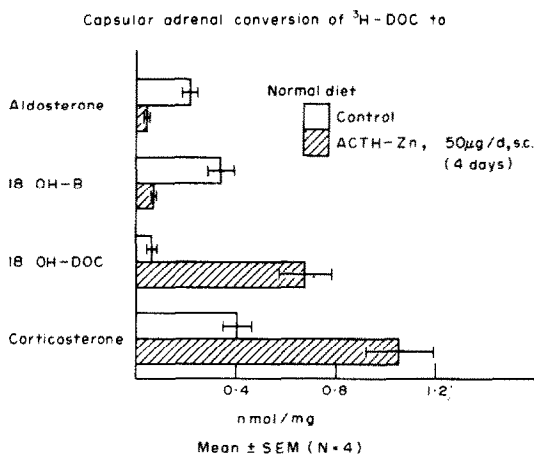 Capsular adrenal conversion of ³H-DOC to
Normal diet
Control
ACTH-Zn, 50μg/d,s.c.
(4 days)
Aldosterone
18 OH-B
18 OH-DOC
Corticosterone
0·4
0·8
1·2
nmol/mg
Mean ± SEM (N=4)